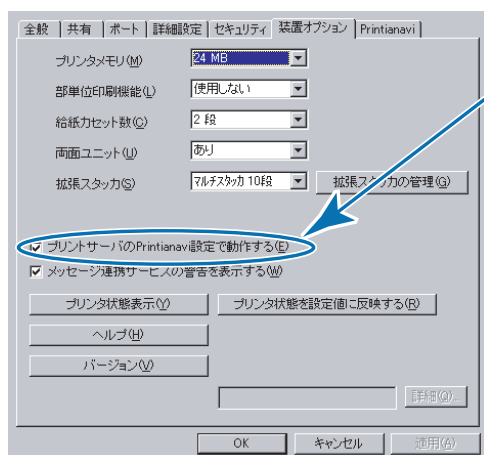 全般 共有 ポート 詳細設定 セキュリティ 装置オプション Printianavi
プリンタメモリ(M) 24 MB
部単位印刷機能(L) 使用しない
給紙カセット数(C) 2 段
両面ユニット(U) あり
拡張スタッカ(S) マルチスタッカ 10段 拡張スタッカの管理(G)
プリントサーバのPrintianavi設定で動作する(E)
メッセージ連携サービスの警告を表示する(W)
プリンタ状態表示(Y) プリンタ状態を設定値に反映する(R)
ヘルプ(H)
バージョン(V)
詳細(O)...
OK キャンセル 適用(A)